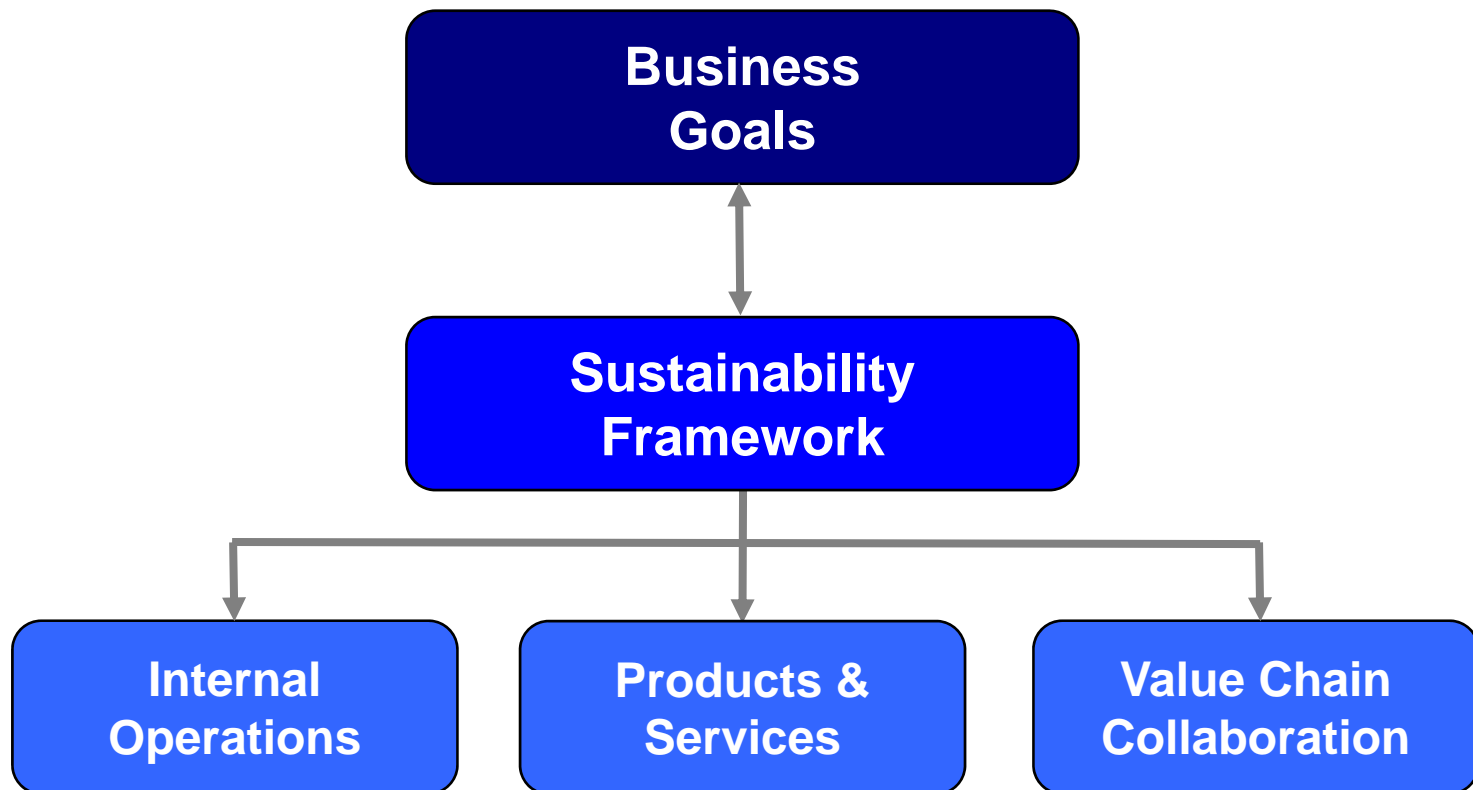 Business
Goals
Sustainability
Framework
Internal
Operations
Products &
Services
Value Chain
Collaboration